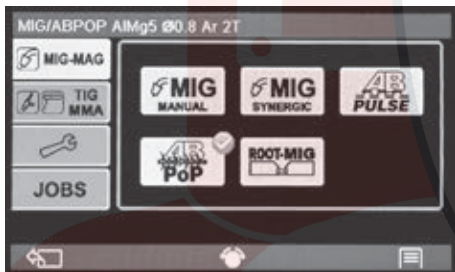 MIG/ABPOP AlMg5 Ø0.8 Ar 2T
MIG-MAG
TIG
MMA
JOBS
MIG
MANUAL
MIG
SYNERGIC
AB
PULSE
AB
PoP
ROOT-MIG